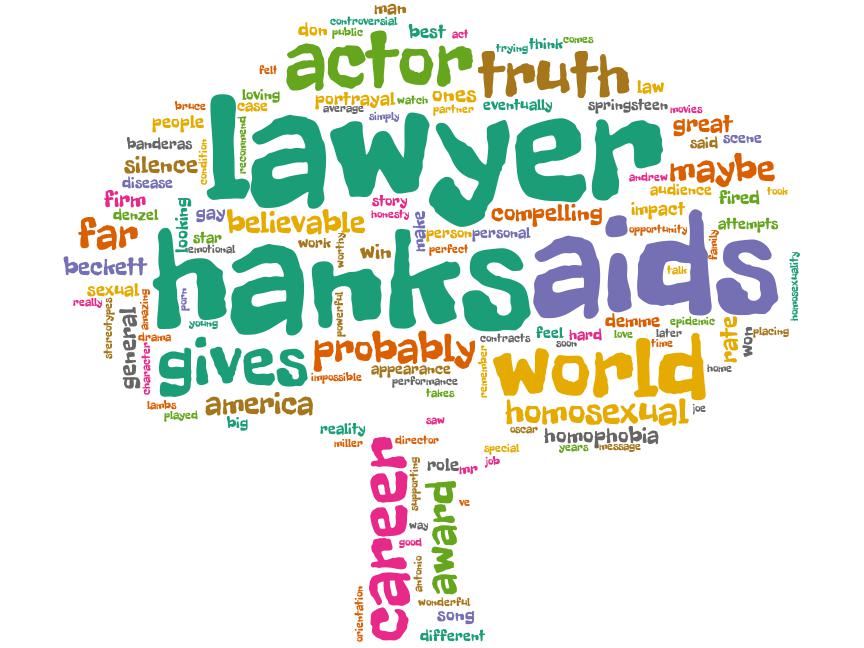 man
controversial
don public best act
actor truth
trying think comes
felt
loving
case
portrayal watch ones
average partner
simply
eventually
law
springsteen movies
bruce
people
banderas
silence
disease
condition
recommend
lawyer
great
said scene
andrew maybe
audience
fired took
firm
denzel
gay believable
story
honesty
compelling
impact
opportunity
attempts
far
looking
star
emotional
work
worthy
win
make
person personal
perfect
family
beckett
hanks aids
talk
homosexuality
sexual
really
stereotypes
amazing
porn
young
powerful
general
drama
character
gives probably
impossible
appearance
performance
takes
contracts
soon
remember
feel hard
demme
love
epidemic
later
time
rate
won placing
home
world
lambs
played
america
big
homosexual joe
oscar homophobia
years message
special
reality
miller
saw
director
career
supporting
role mr job
award
ve
way
good
antonio
orientation
wonderful
song
different